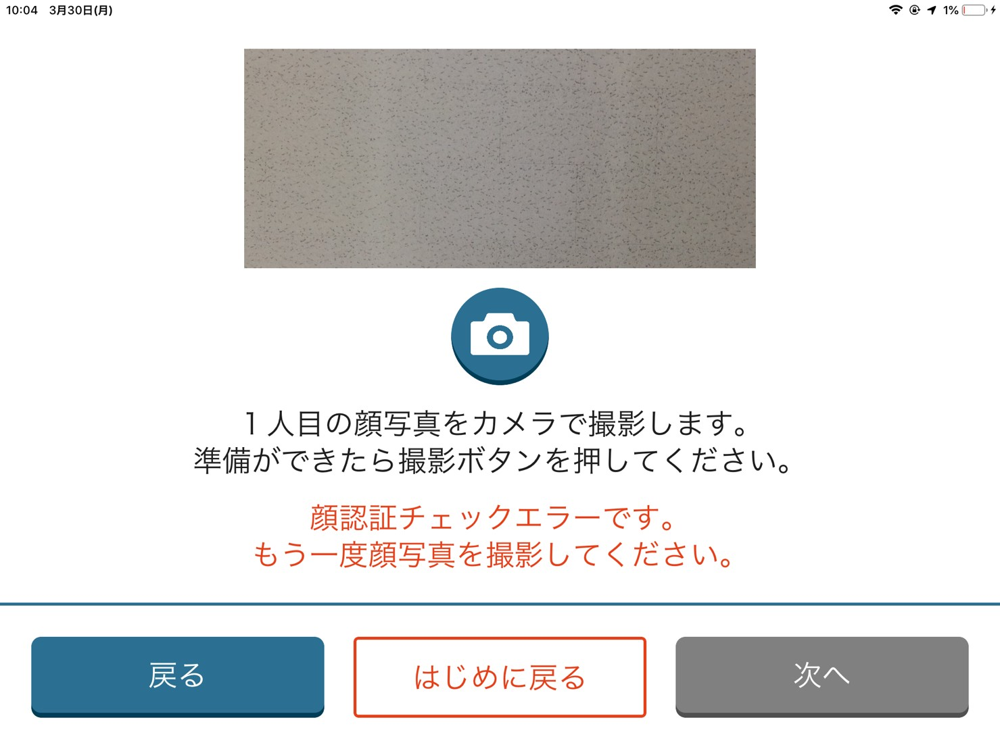 10:04 3月30日(月)
1%
１人目の顔写真をカメラで撮影します。
準備ができたら撮影ボタンを押してください。
顔認証チェックエラーです。
もう一度顔写真を撮影してください。
戻る
はじめに戻る
次へ